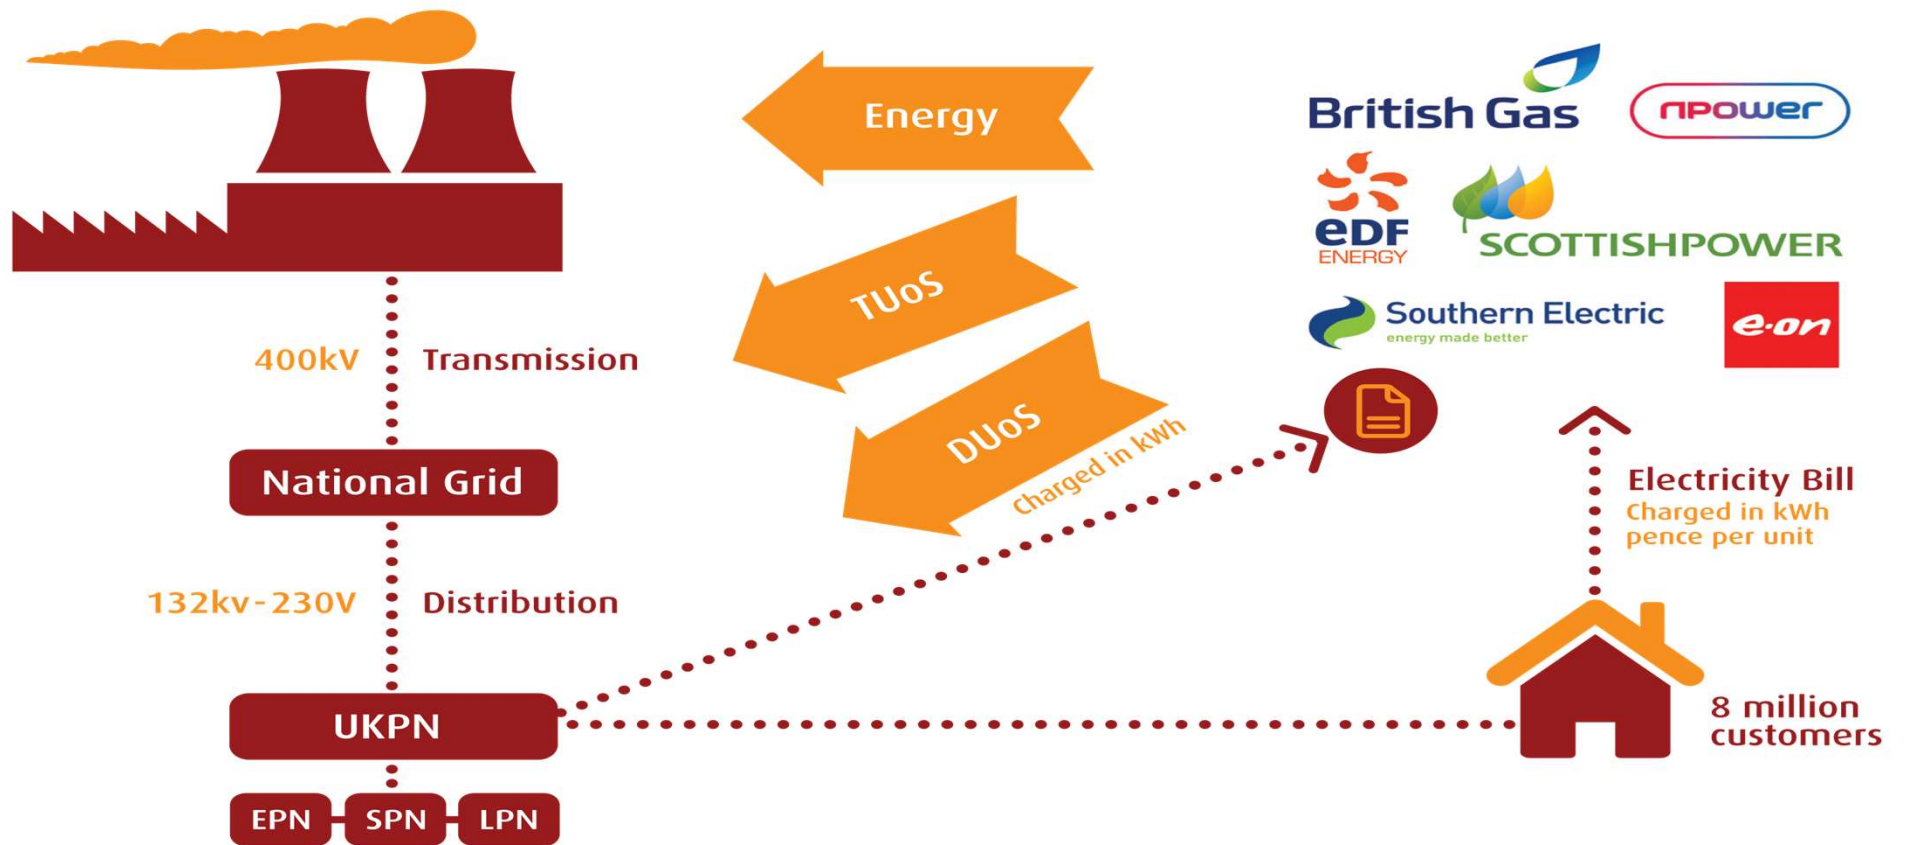 Energy
British Gas
npower
eDF
ENERGY
SCOTTISHPOWER
TUoS
Southern Electric
energy made better
e·on
400kV
Transmission
DUoS
Charged in kWh
National Grid
Electricity Bill
Charged in kWh
pence per unit
132kv-230V
Distribution
UKPN
8 million
customers
EPN
SPN
LPN